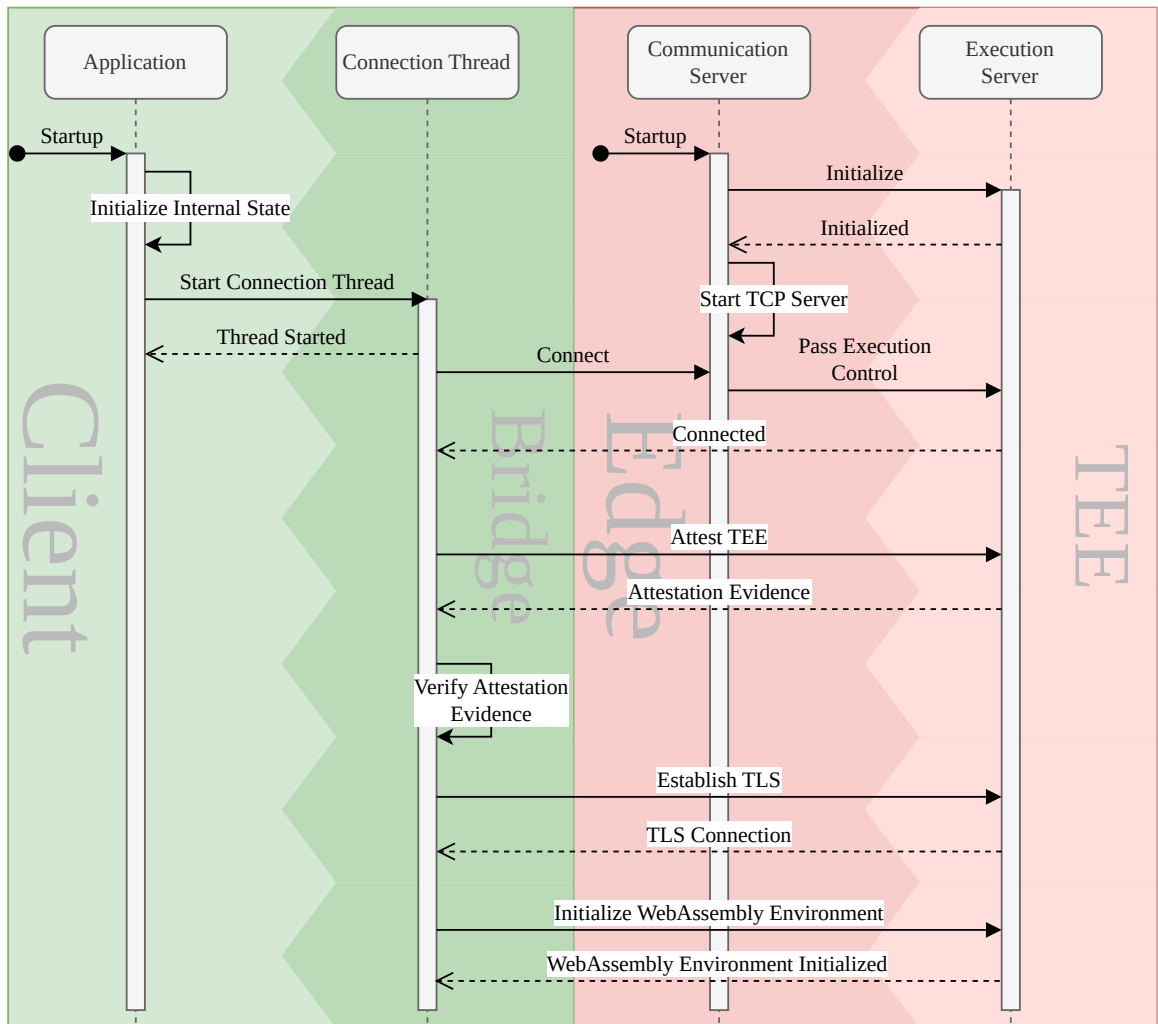 Application
Connection Thread
Communication
Server
Execution
Server
Startup
Startup
Initialize
Initialize Internal State
Initialized
Start Connection Thread
Start TCP Server
Thread Started
Connect
Pass Execution
Control
Client
Bridge
Edge
TEE
Connected
Attest TEE
Attestation Evidence
Verify Attestation
Evidence
Establish TLS
TLS Connection
Initialize WebAssembly Environment
WebAssembly Environment Initialized